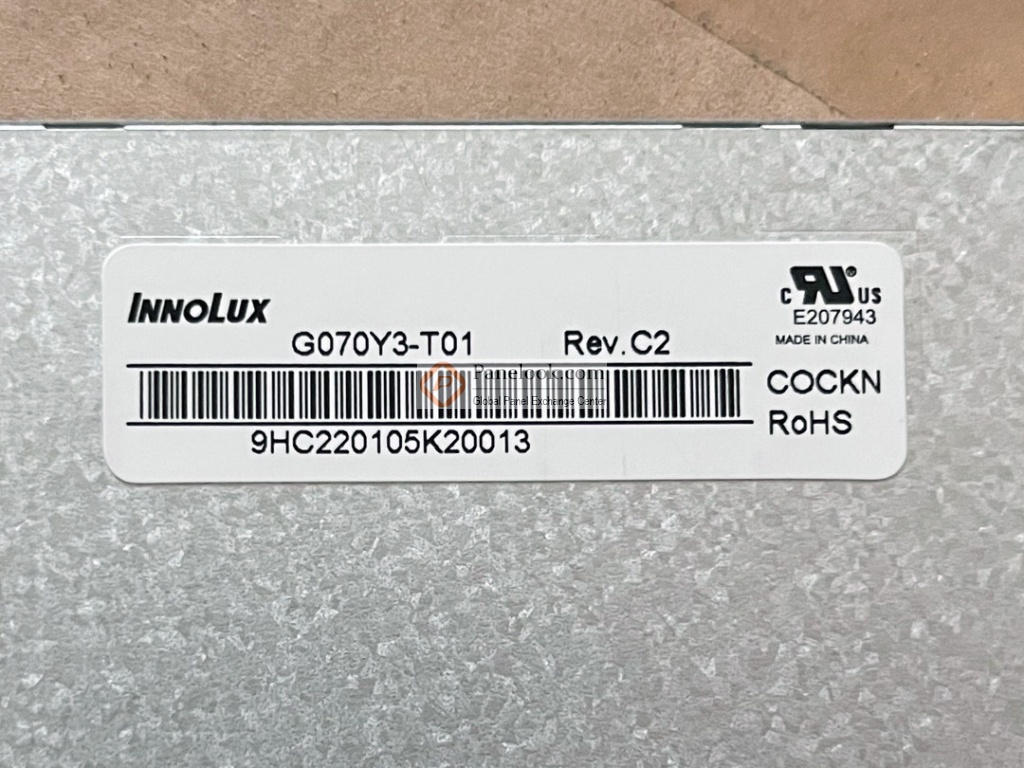 INNOLUX
G070Y3-T01 Rev.C2
9HC220105K20013
C RU® US
E207943
MADE IN CHINA
COCKN
RoHS
Panelook.com
Global Panel Exchange Center